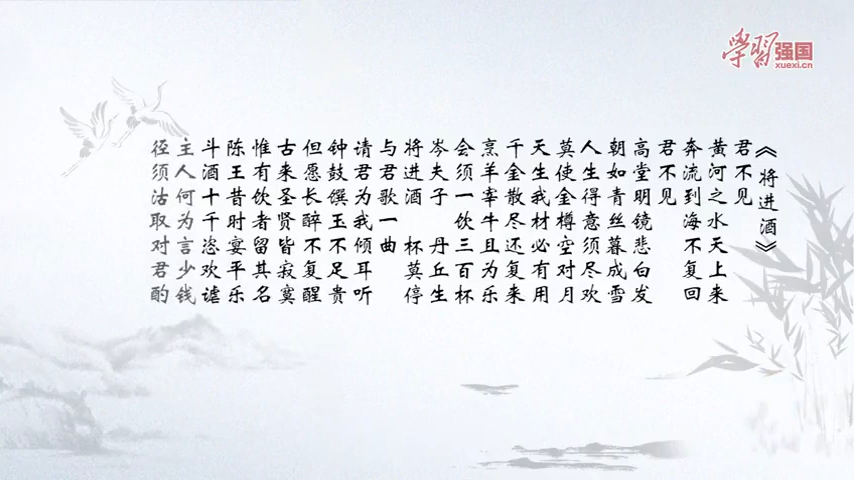 學習强国
xuexi.cn
《将进酒》
君不见
黄河之水天上来
奔流到海不复回
君不见
高堂明镜悲白发
朝如青丝暮成雪
人生得意须尽欢
莫使金樽空对月
天生我材必有用
千金散尽还复来
烹羊宰牛且为乐
会须一饮三百杯
岑夫子 丹丘生
将进酒 杯莫停
与君歌一曲
请君为我倾耳听
钟鼓馔玉不足贵
但愿长醉不复醒
古来圣贤皆寂寞
惟有饮者留其名
陈王昔时宴平乐
斗酒十千恣欢谑
主人何为言少钱
径须沽取对君酌